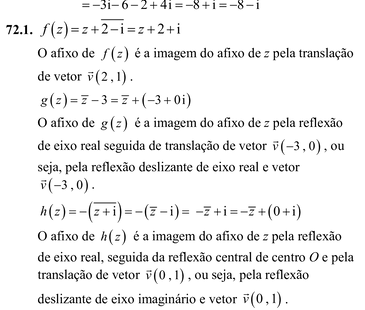 = −3i−6−2+4i = −8+i = −8−i
72.1. f(z) = z + \overline{2−i} = z+2+i
O afixo de f(z) é a imagem do afixo de z pela translação
de vetor \vec{v}(2,1).
g(z) = \overline{z} − 3 = \overline{z} + (−3+0i)
O afixo de g(z) é a imagem do afixo de z pela reflexão
de eixo real seguida de translação de vetor \vec{v}(−3,0), ou
seja, pela reflexão deslizante de eixo real e vetor
\vec{v}(−3,0).
h(z) = −(\overline{z+i}) = −(\overline{z}−i) = −\overline{z}+i = −\overline{z}+(0+i)
O afixo de h(z) é a imagem do afixo de z pela reflexão
de eixo real, seguida da reflexão central de centro O e pela
translação de vetor \vec{v}(0,1), ou seja, pela reflexão
deslizante de eixo imaginário e vetor \vec{v}(0,1).